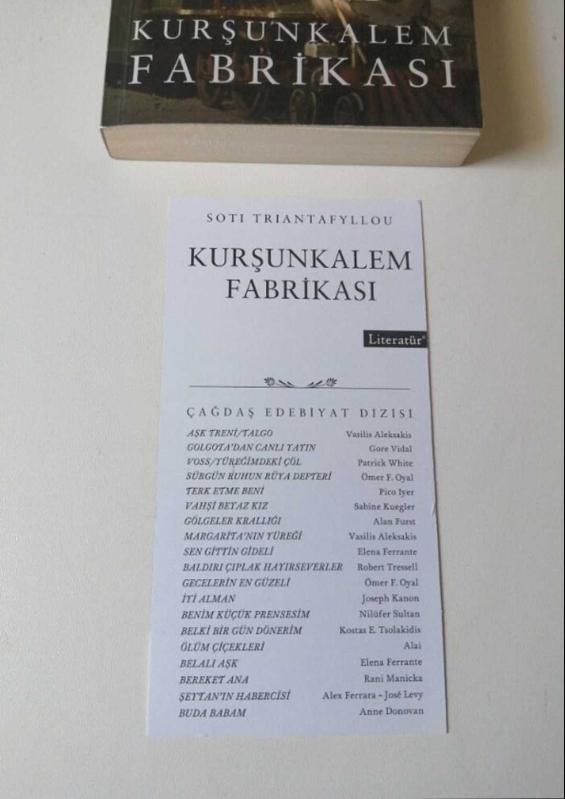 KURŞUNKALEM
FABRİKASI
SOTI TRIANTAFYLLOU
KURŞUNKALEM
FABRİKASI
Literatür®
ÇAĞDAŞ EDEBIYAT DİZİSİ
AŞK TRENİ/TALGO Vasilis Aleksakis
GOLGOTA'DAN CANLI YAYIN Gore Vidal
VOSS/YÜREĞİMDEKİ ÇÖL Patrick White
SÜRGÜN RUHUN RÜYA DEFTERİ Ömer F. Oyal
TERK ETME BENİ Pico Iyer
VAHŞİ BEYAZ KIZ Sabine Kuegler
GÖLGELER KRALLIĞI Alan Furst
MARGARİTA'NIN YÜREĞİ Vasilis Aleksakis
SEN GİTTİN GİDELİ Elena Ferrante
BALDIRI ÇIPLAK HAYIRSEVERLER Robert Tressell
GECELERİN EN GÜZELİ Ömer F. Oyal
İYİ ALMAN Joseph Kanon
BENİM KÜÇÜK PRENSESİM Nilüfer Sultan
BELKİ BİR GÜN DÖNERİM Kostas E. Tsolakidis
ÖLÜM ÇİÇEKLERİ Alai
BELALI AŞK Elena Ferrante
BEREKET ANA Rani Manicka
ŞEYTAN'IN HABERCİSİ Alex Ferrara - José Levy
BUDA BABAM Anne Donovan